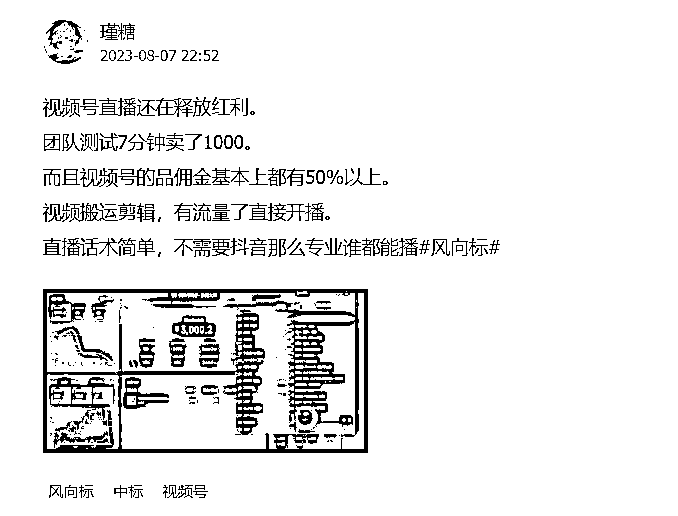 瑾糖
2023-08-07 22:52
视频号直播还在释放红利。
团队测试7分钟卖了1000。
而且视频号的品佣金基本上都有50%以上。
视频搬运剪辑，有流量了直接开播。
直播话术简单，不需要抖音那么专业谁都能播#风向标#
风向标 中标 视频号